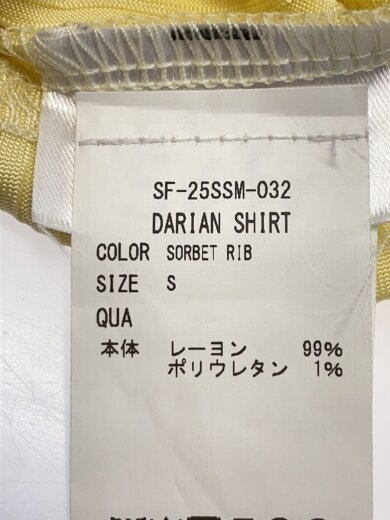 SF-25SSM-032
DARIAN SHIRT
COLOR SORBET RIB
SIZE S
QUA
本体 レーヨン 99%
ポリウレタン 1%